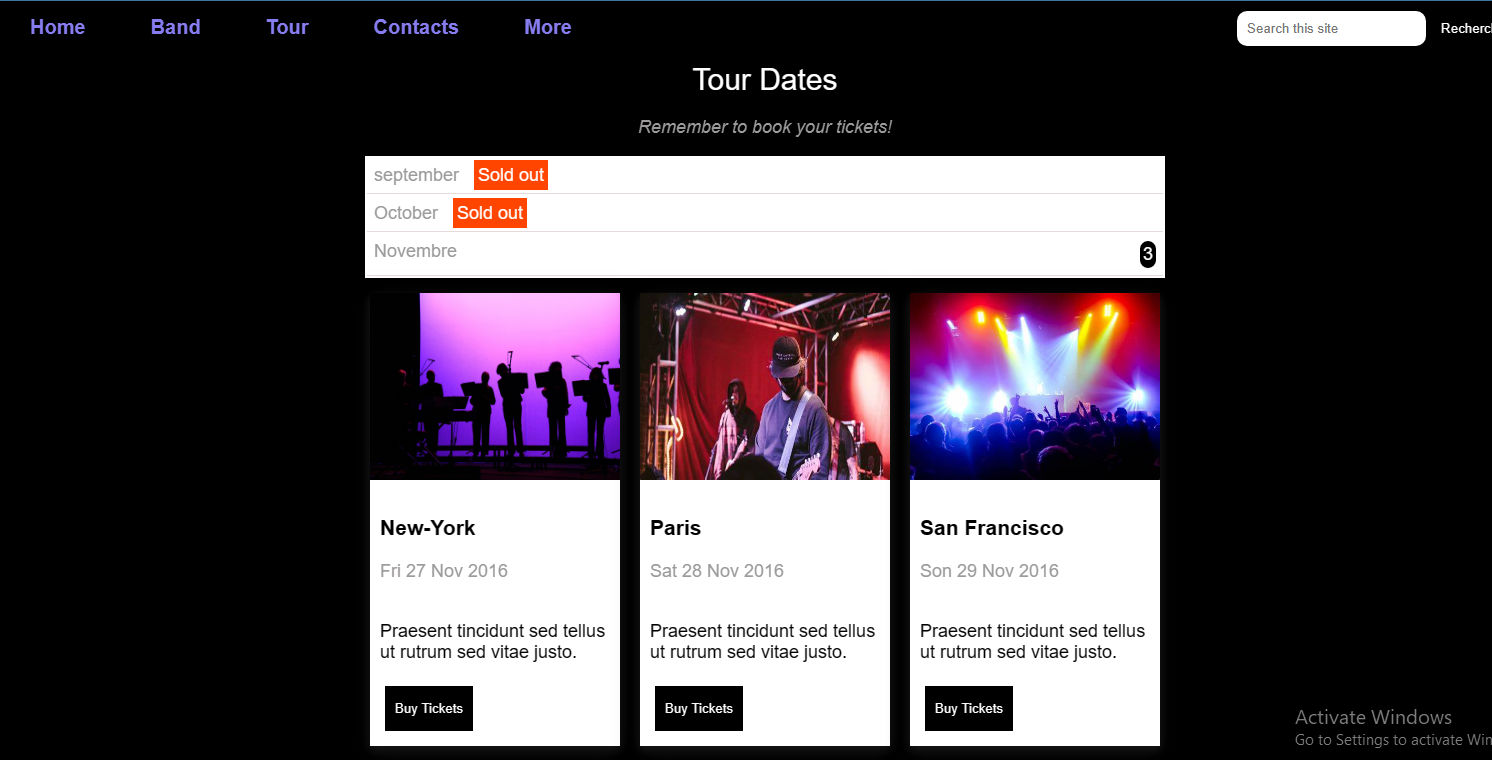 Home Band Tour Contacts More Search this site
Tour Dates
Remember to book your tickets!
september Sold out
October Sold out
Novembre 3
New-York Paris San Francisco
Fri 27 Nov 2016 Sat 28 Nov 2016 Son 29 Nov 2016
Praesent tincidunt sed tellus
ut rutrum sed vitae justo.
Praesent tincidunt sed tellus
ut rutrum sed vitae justo.
Praesent tincidunt sed tellus
ut rutrum sed vitae justo.
Buy Tickets Buy Tickets Buy Tickets
Activate Windows
Go to Settings to activate